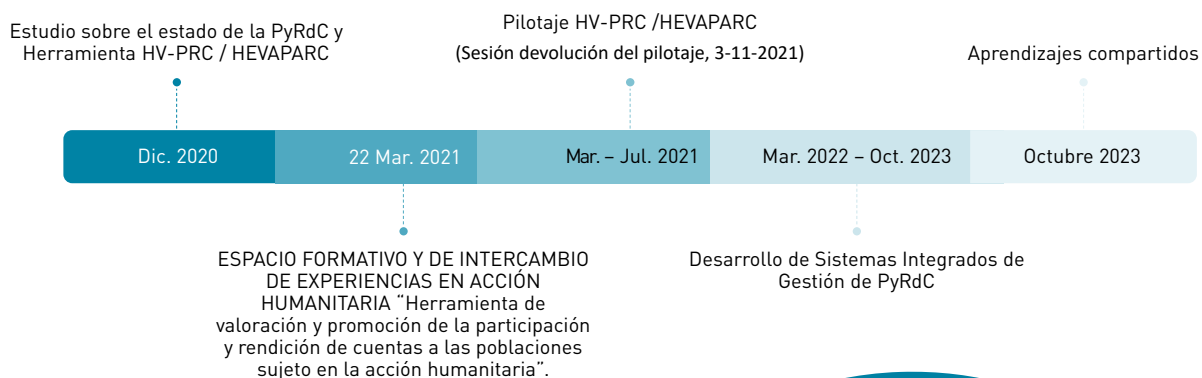 Estudio sobre el estado de la PyRdC y
Herramienta HV-PRC / HEVAPARC
Pilotaje HV-PRC /HEVAPARC
(Sesión devolución del pilotaje, 3-11-2021)
Aprendizajes compartidos
Dic. 2020
22 Mar. 2021
Mar. – Jul. 2021
Mar. 2022 – Oct. 2023
Octubre 2023
ESPACIO FORMATIVO Y DE INTERCAMBIO
DE EXPERIENCIAS EN ACCIÓN
HUMANITARIA “Herramienta de
valoración y promoción de la participación
y rendición de cuentas a las poblaciones
sujeto en la acción humanitaria”.
Desarrollo de Sistemas Integrados de
Gestión de PyRdC